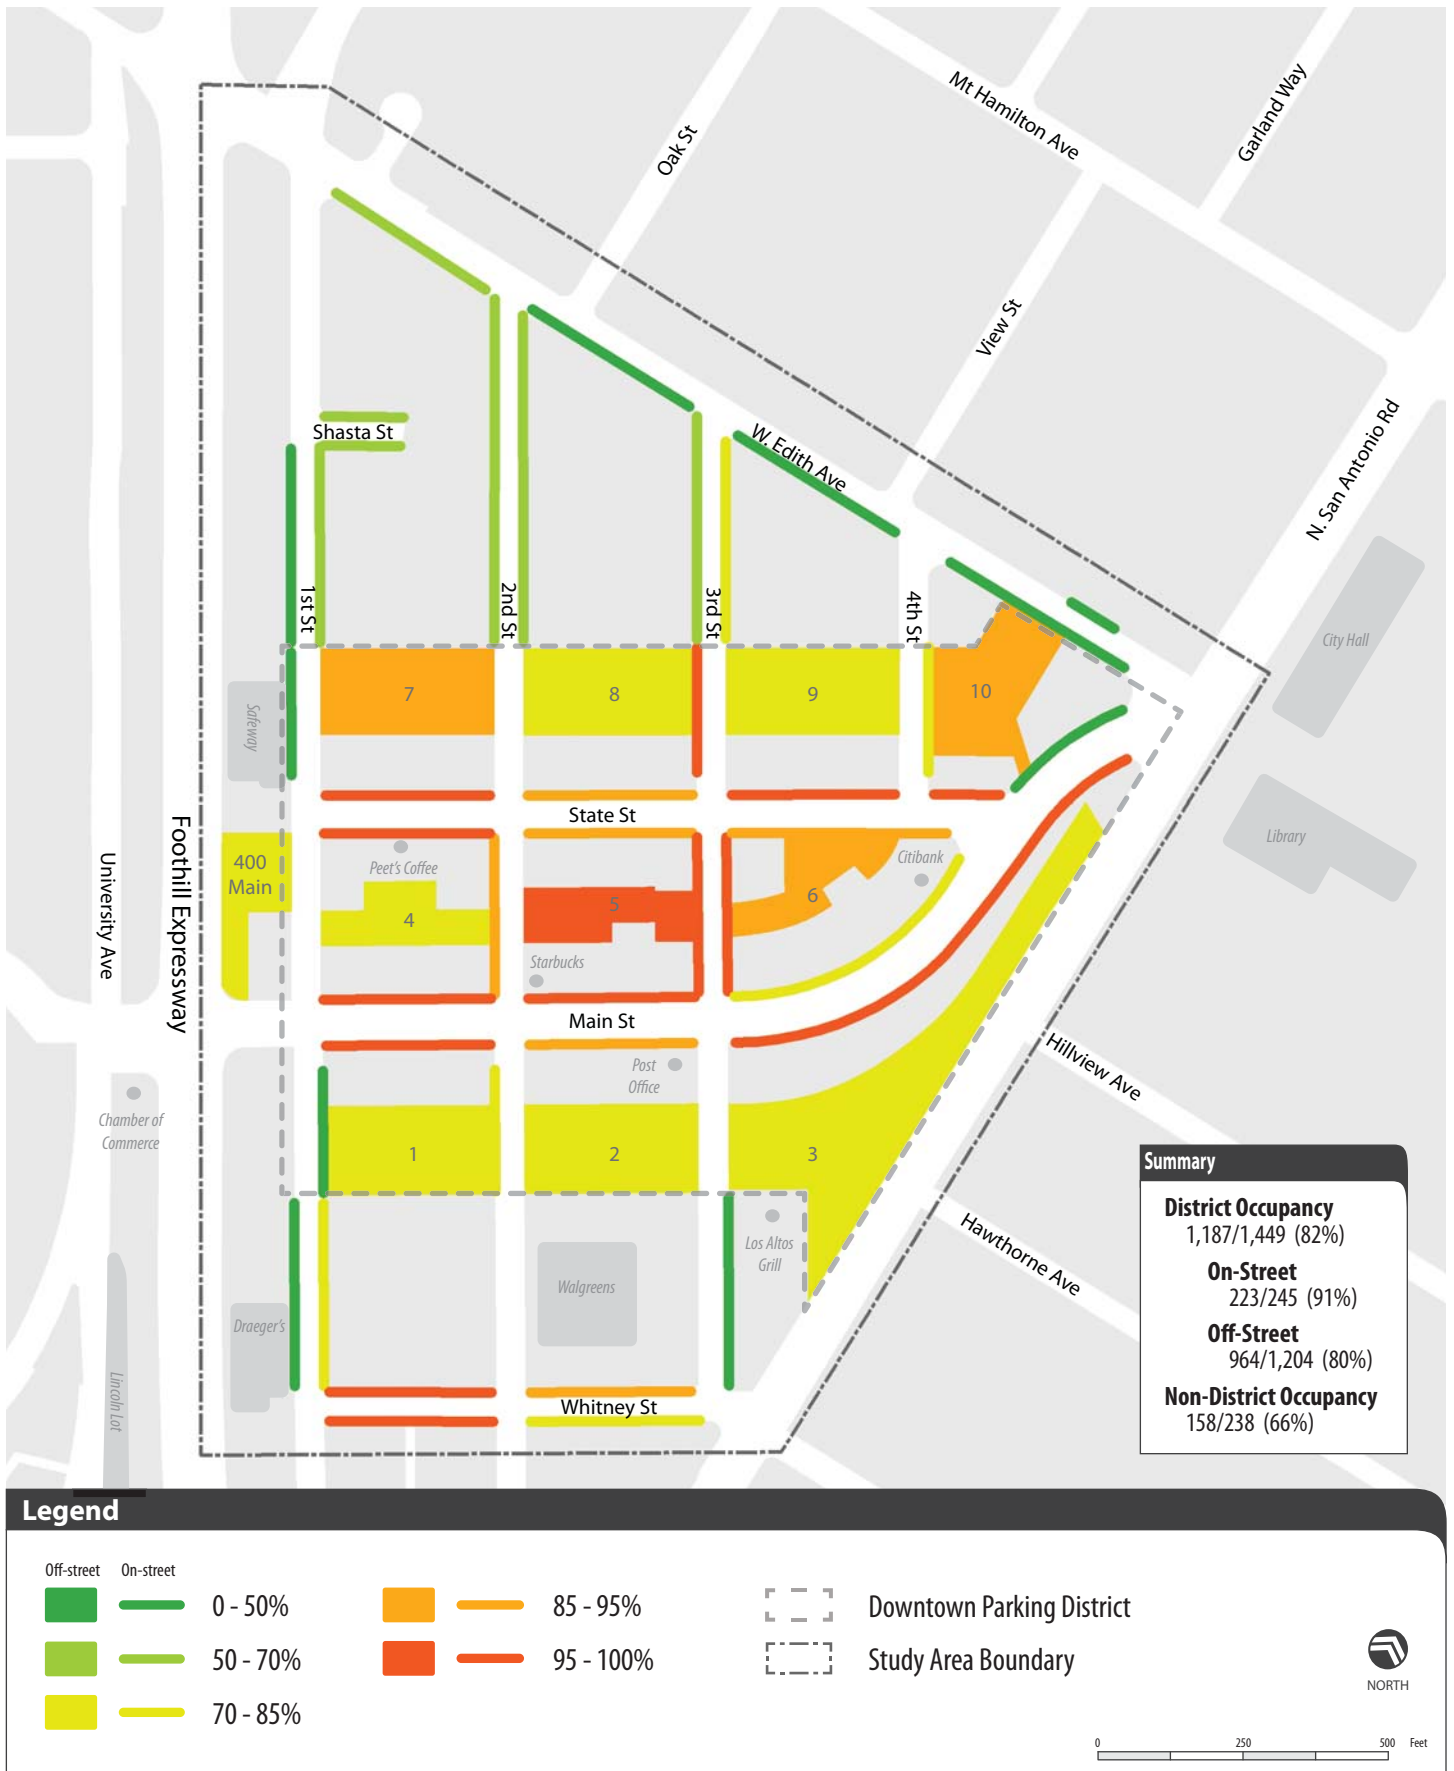 Mt Hamilton Ave
Garland Way
Oak St
View St
N. San Antonio Rd
Shasta St
W. Edith Ave
1st St
2nd St
3rd St
4th St
City Hall
Safeway
7
8
9
10
State St
Library
Foothill Expressway
University Ave
400
Main
Peet's Coffee
4
5
6
Citibank
Starbucks
Main St
Post
Office
Hillview Ave
Chamber of
Commerce
1
2
3
Hawthorne Ave
Los Altos
Grill
Walgreens
Draeger's
Lincoln Lot
Whitney St
Summary
District Occupancy
1,187/1,449 (82%)
On-Street
223/245 (91%)
Off-Street
964/1,204 (80%)
Non-District Occupancy
158/238 (66%)
Legend
Off-street On-street
0 - 50%
50 - 70%
70 - 85%
85 - 95%
95 - 100%
Downtown Parking District
Study Area Boundary
NORTH
0 250 500 Feet